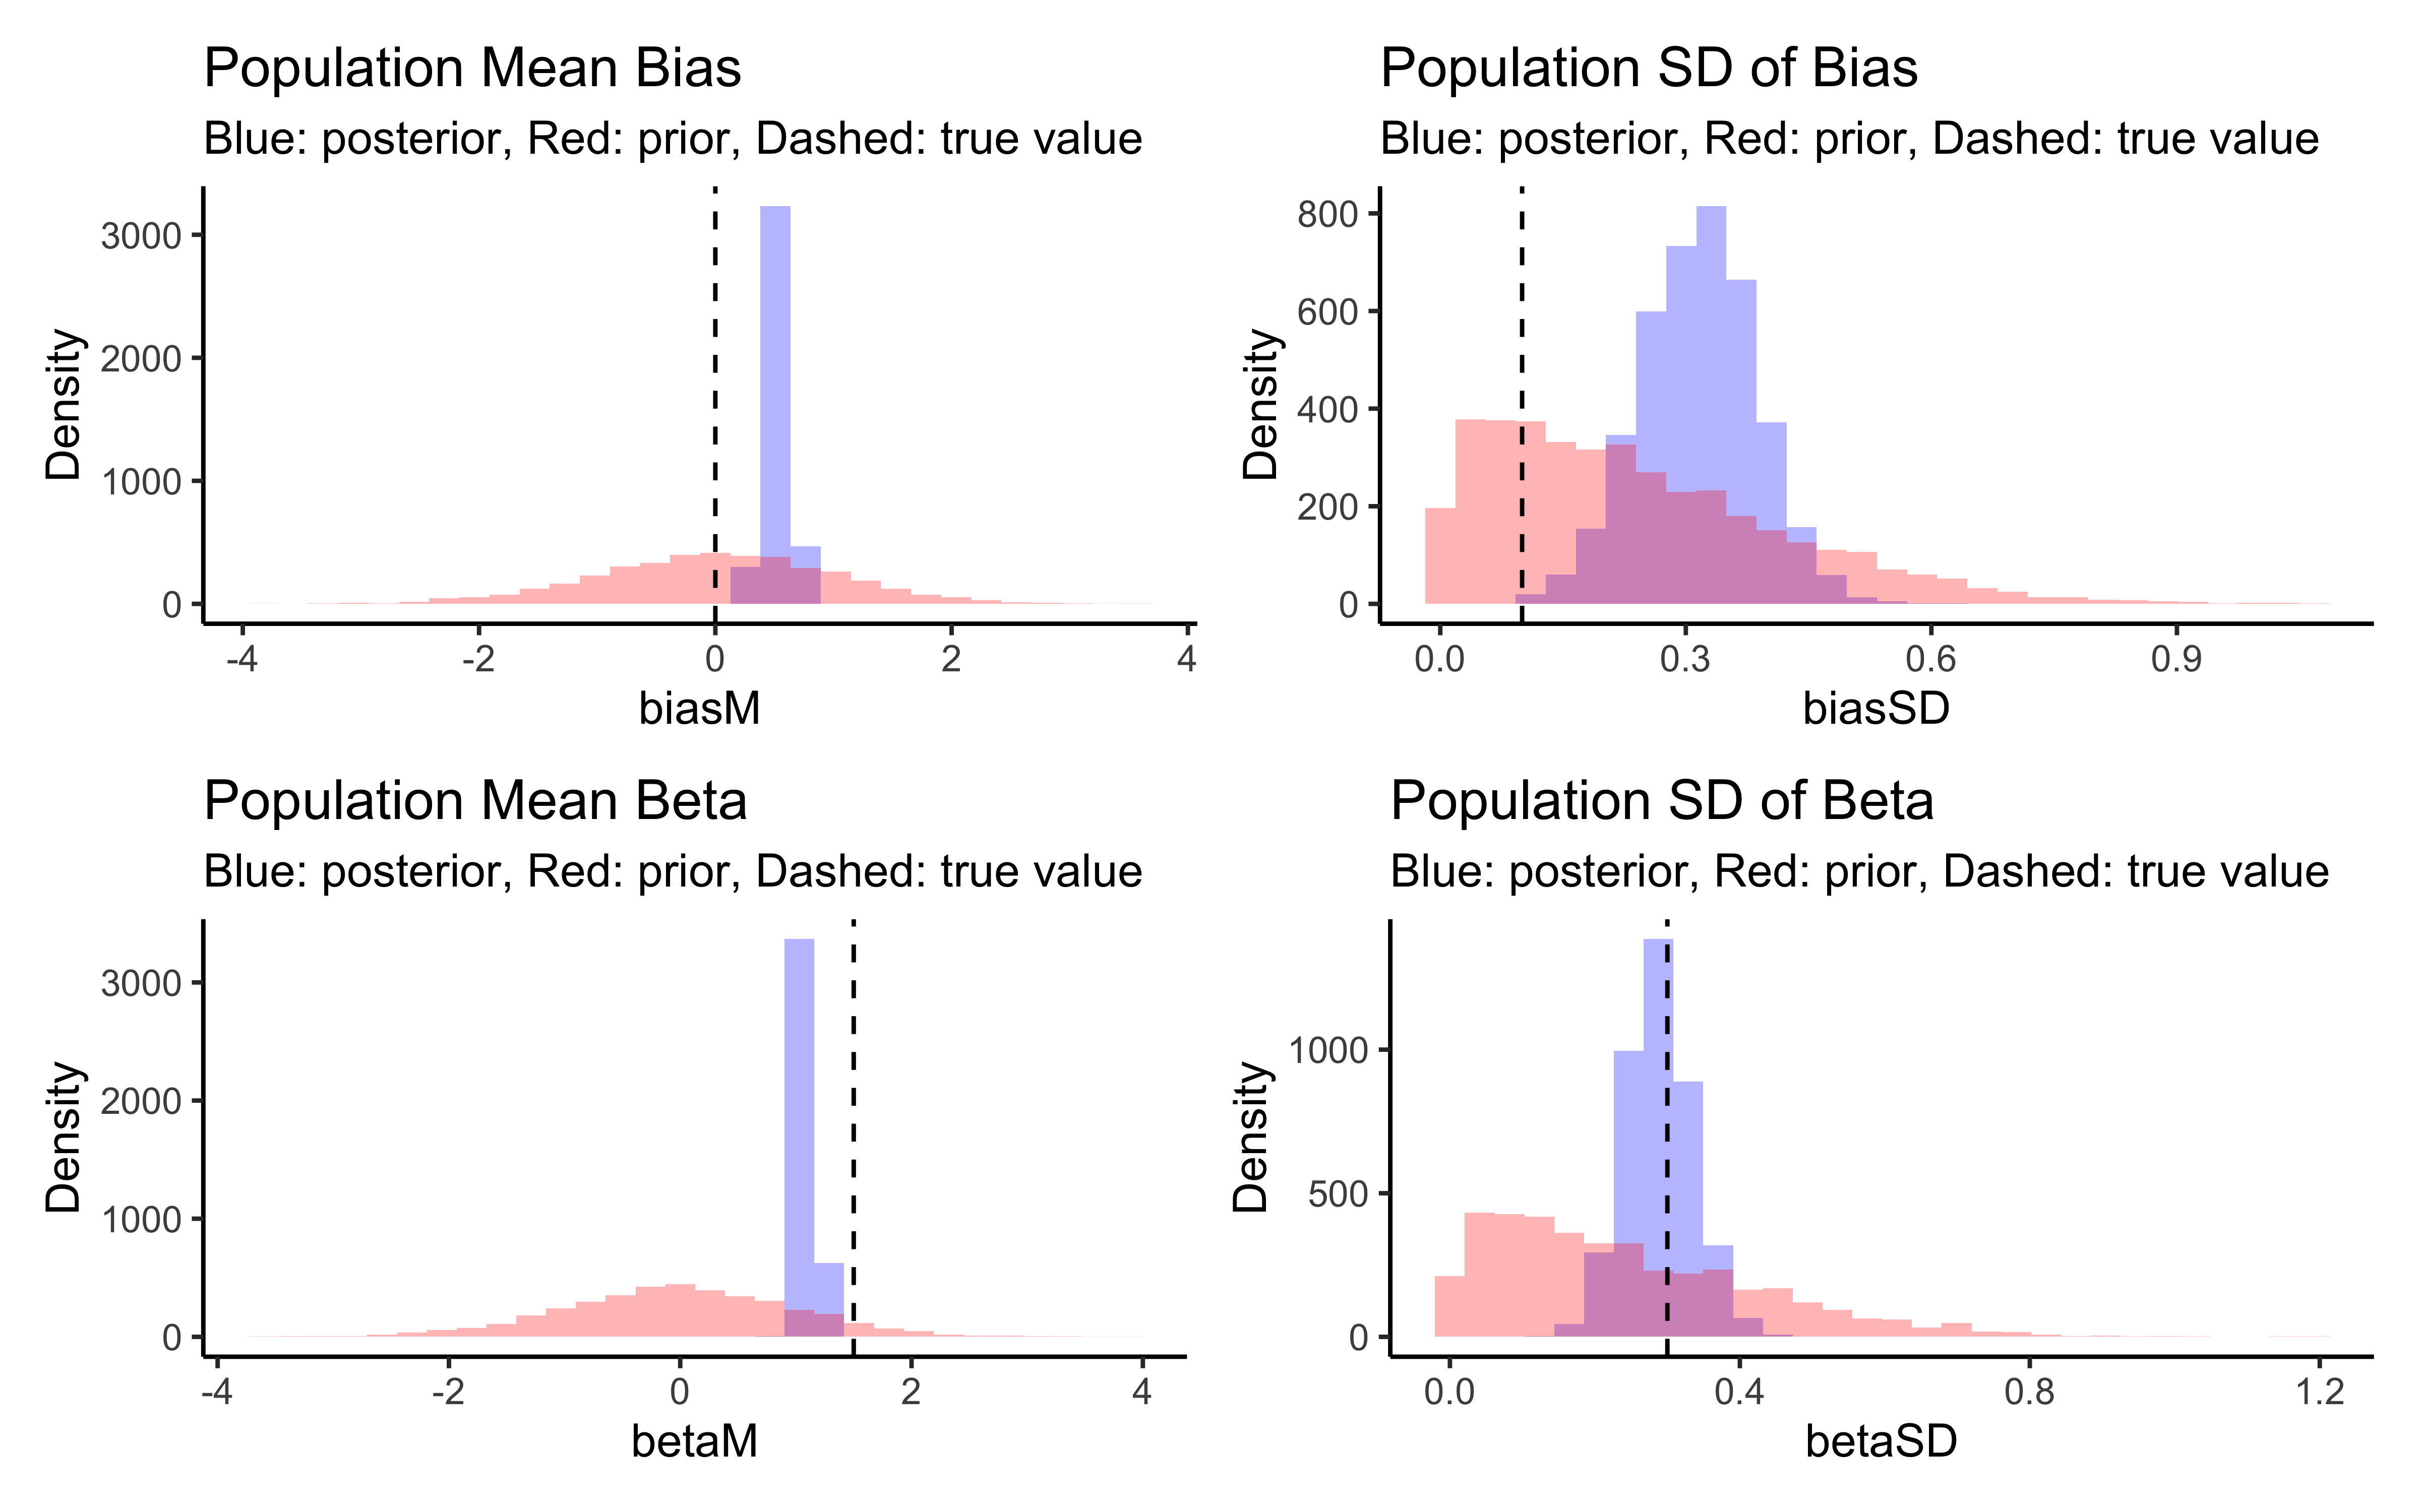 Population Mean Bias
Blue: posterior, Red: prior, Dashed: true value
Density
3000
2000
1000
0
-4 -2 0 2 4
biasM
Population SD of Bias
Blue: posterior, Red: prior, Dashed: true value
Density
800
600
400
200
0
0.0 0.3 0.6 0.9
biasSD
Population Mean Beta
Blue: posterior, Red: prior, Dashed: true value
Density
3000
2000
1000
0
-4 -2 0 2 4
betaM
Population SD of Beta
Blue: posterior, Red: prior, Dashed: true value
Density
1000
500
0
0.0 0.4 0.8 1.2
betaSD